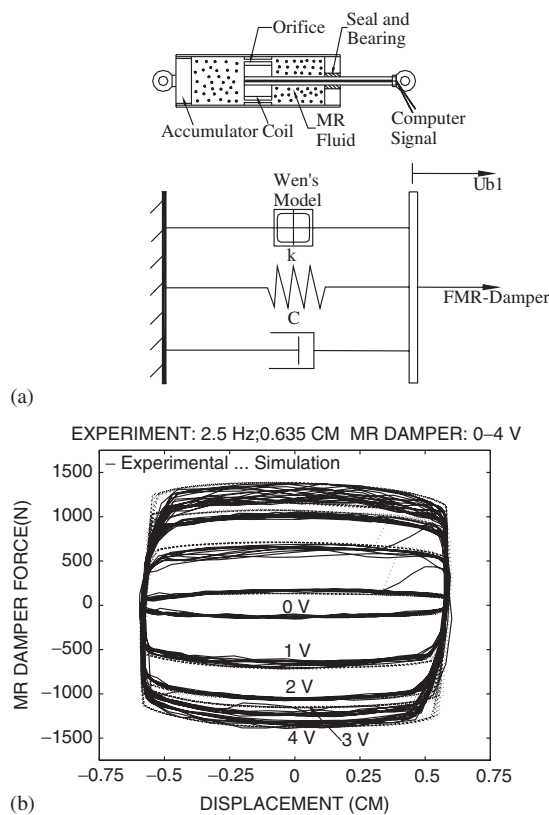 Orifice
Seal and
Bearing
Accumulator
Coil
MR
Fluid
Computer
Signal
Ub1
Wen's
Model
k
FMR-Damper
C
(a)
EXPERIMENT: 2.5 Hz;0.635 CM MR DAMPER: 0–4 V
– Experimental ... Simulation
MR DAMPER FORCE(N)
1500
1000
500
0
−500
−1000
−1500
0 V
1 V
2 V
4 V
3 V
−0.75
−0.5
−0.25
0
0.25
0.5
0.75
(b)
DISPLACEMENT (CM)